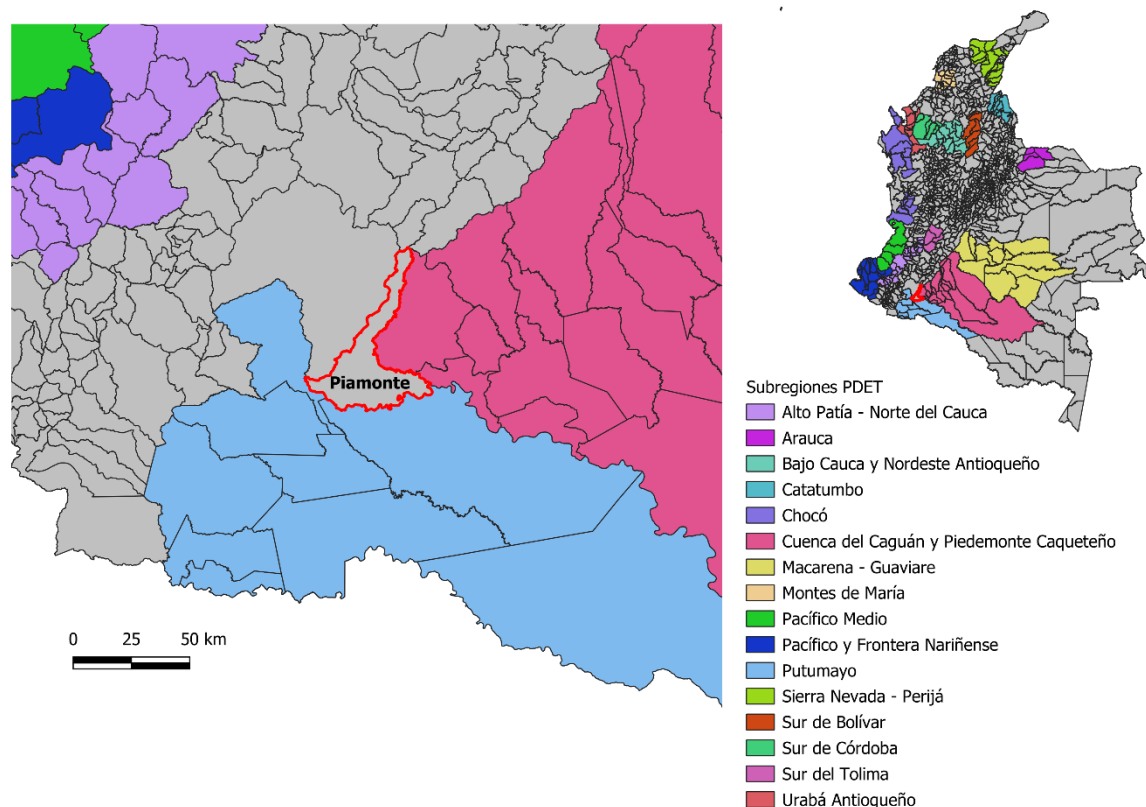 Piamonte
0 25 50 km
Subregiones PDET
Alto Patía - Norte del Cauca
Arauca
Bajo Cauca y Nordeste Antioqueño
Catatumbo
Chocó
Cuenca del Caguán y Piedemonte Caqueteño
Macarena - Guaviare
Montes de María
Pacífico Medio
Pacífico y Frontera Nariñense
Putumayo
Sierra Nevada - Perijá
Sur de Bolívar
Sur de Córdoba
Sur del Tolima
Urabá Antioqueño